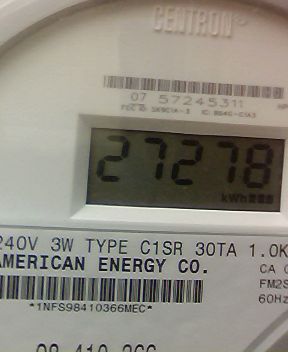 CENTRON
07 57245311
27278
kWh
240V 3W TYPE C1SR 30TA 1.0K
AMERICAN ENERGY CO. CA
FM2S
*1NFS98410366MEC* 60Hz